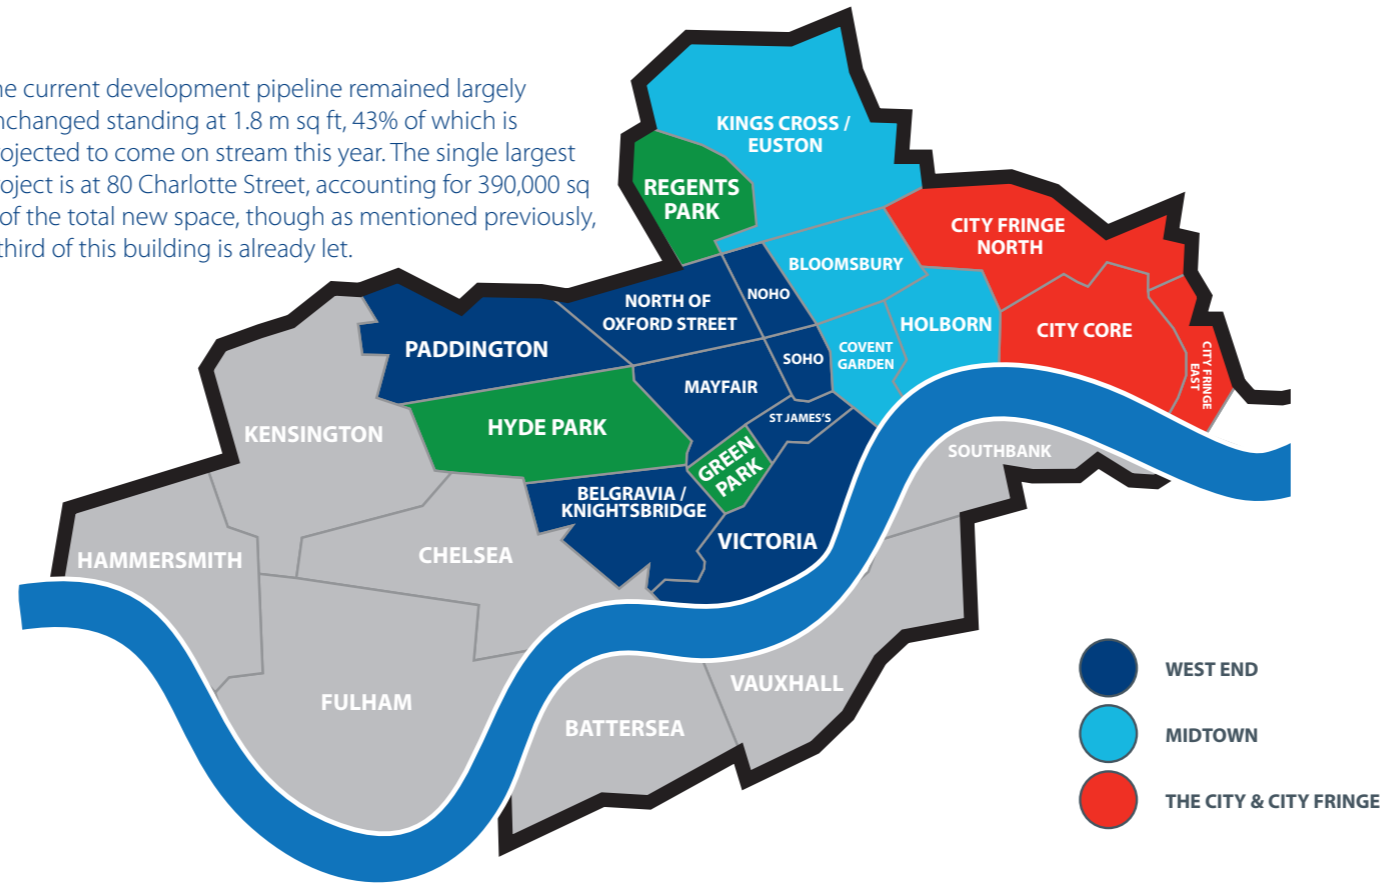 ne current development pipeline remained largely
nchanged standing at 1.8 m sq ft, 43% of which is
ojected to come on stream this year. The single largest
oject is at 80 Charlotte Street, accounting for 390,000 sq
of the total new space, though as mentioned previously,
third of this building is already let.
KINGS CROSS /
EUSTON
REGENTS
PARK
CITY FRINGE
NORTH
BLOOMSBURY
NOHO
NORTH OF
OXFORD STREET
HOLBORN
CITY CORE
PADDINGTON
SOHO
COVENT
GARDEN
CITY FRINGE
EAST
MAYFAIR
ST JAMES'S
HYDE PARK
KENSINGTON
GREEN
PARK
SOUTHBANK
BELGRAVIA /
KNIGHTSBRIDGE
VICTORIA
HAMMERSMITH
CHELSEA
FULHAM
BATTERSEA
VAUXHALL
WEST END
MIDTOWN
THE CITY & CITY FRINGE